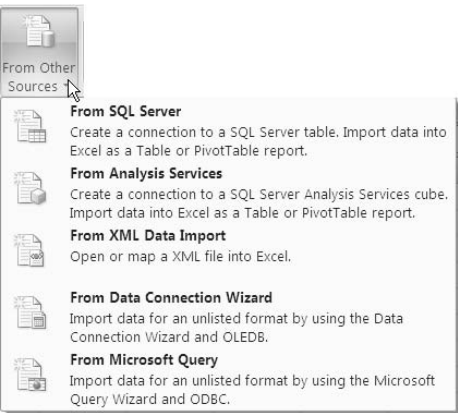 From Other
Sources
From SQL Server
Create a connection to a SQL Server table. Import data into
Excel as a Table or PivotTable report.
From Analysis Services
Create a connection to a SQL Server Analysis Services cube.
Import data into Excel as a Table or PivotTable report.
From XML Data Import
Open or map a XML file into Excel.
From Data Connection Wizard
Import data for an unlisted format by using the Data
Connection Wizard and OLEDB.
From Microsoft Query
Import data for an unlisted format by using the Microsoft
Query Wizard and ODBC.